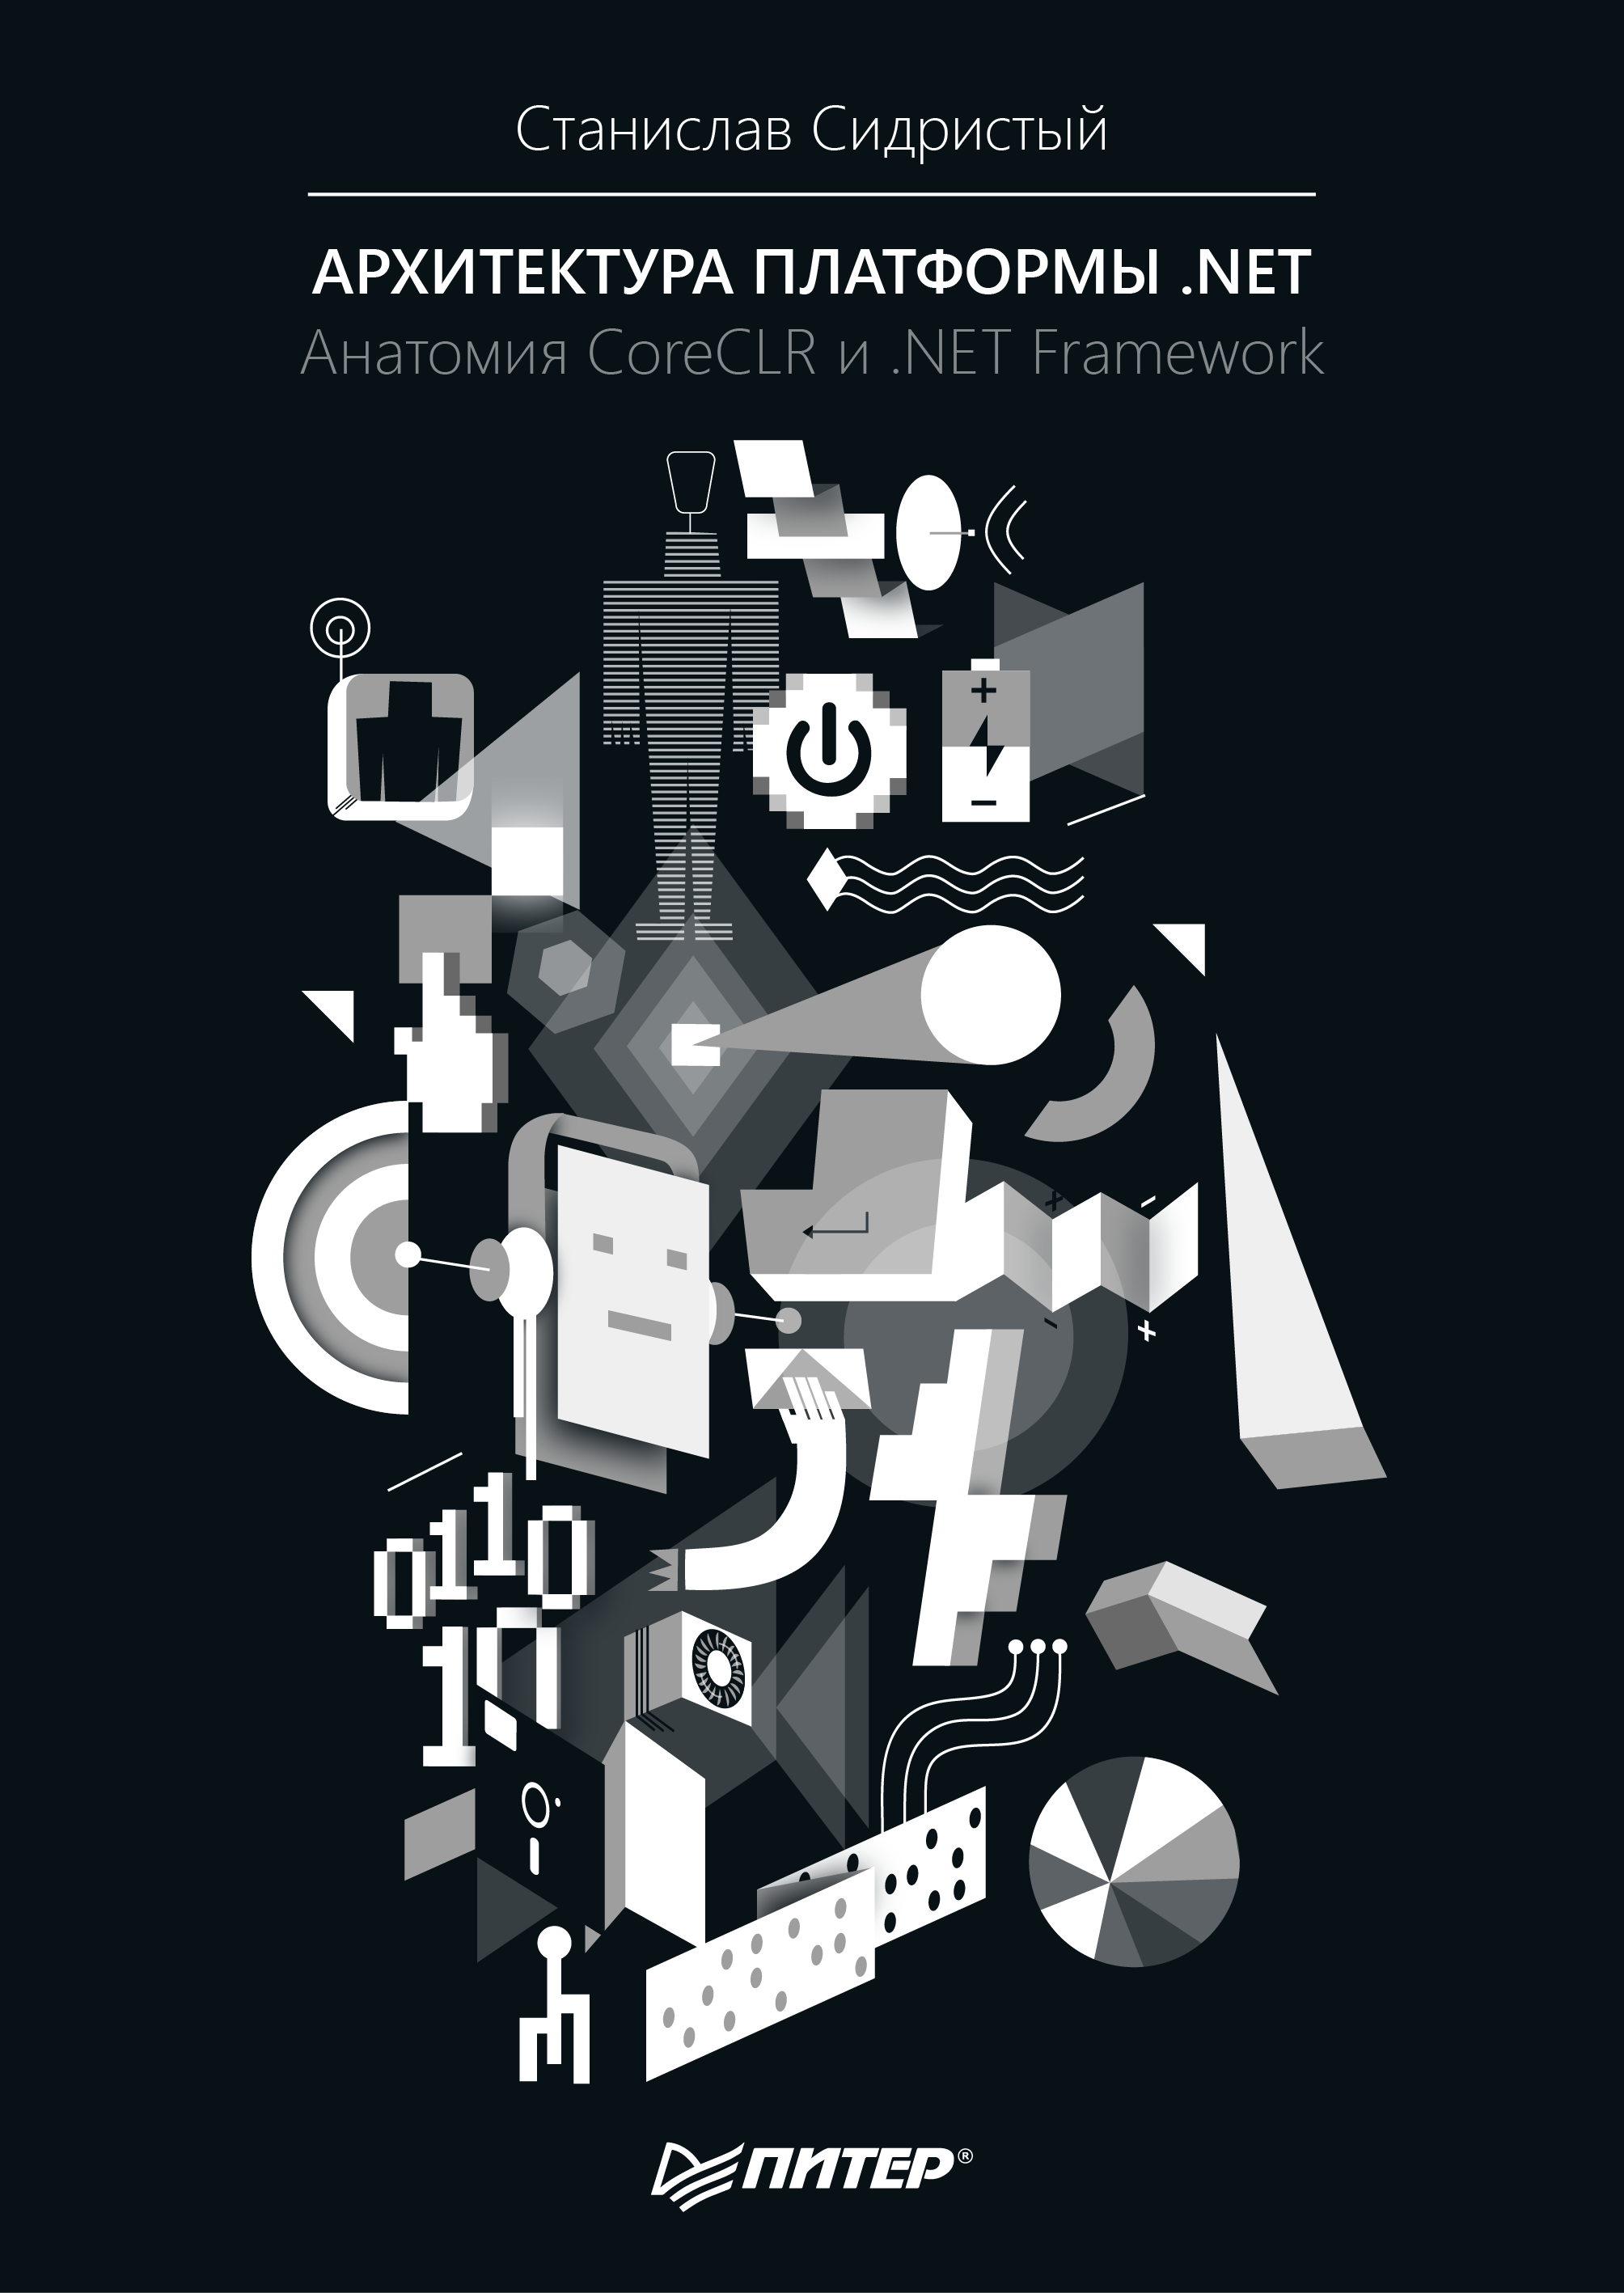 Станислав Сидристый
АРХИТЕКТУРА ПЛАТФОРМЫ .NET
Анатомия CoreCLR и .NET Framework
+
−
+
−
−
+
0110
10
ПИТЕР®